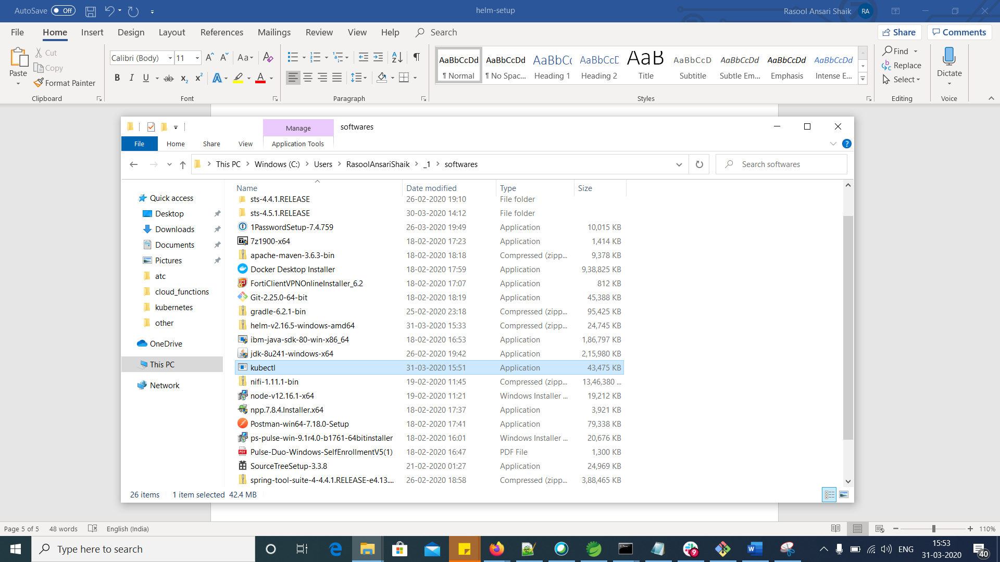 AutoSave Off helm-setup Rasool Ansari Shaik RA
File Home Insert Design Layout References Mailings Review View Help Search Share Comments
Paste Cut Copy Format Painter
Calibri (Body) 11 Aa
B I U ab x₂ x² A A
AaBbCcDd AaBbCcDd AaBbCc AaBbCcC AaB AaBbCcD AaBbCcDd AaBbCcDd AaBbCcDd
¶ Normal ¶ No Spac... Heading 1 Heading 2 Title Subtitle Subtle Em... Emphasis Intense E...
Find
Replace
Select
Dictate
Clipboard Font Paragraph Styles Editing Voice
Manage softwares
File Home Share View Application Tools
This PC Windows (C:) Users RasoolAnsariShaik _1 softwares Search softwares
Quick access
Desktop
Downloads
Documents
Pictures
atc
cloud_functions
kubernetes
other
OneDrive
This PC
Network
Name Date modified Type Size
sts-4.4.1.RELEASE 26-02-2020 19:10 File folder
sts-4.5.1.RELEASE 30-03-2020 14:12 File folder
1PasswordSetup-7.4.759 26-03-2020 19:49 Application 10,015 KB
7z1900-x64 18-02-2020 17:23 Application 1,414 KB
apache-maven-3.6.3-bin 18-02-2020 18:18 Compressed (zipp... 9,378 KB
Docker Desktop Installer 18-02-2020 17:59 Application 9,38,825 KB
FortiClientVPNOnlineInstaller_6.2 18-02-2020 17:07 Application 812 KB
Git-2.25.0-64-bit 18-02-2020 18:19 Application 45,388 KB
gradle-6.2.1-bin 25-02-2020 23:18 Compressed (zipp... 95,425 KB
helm-v2.16.5-windows-amd64 31-03-2020 15:33 Compressed (zipp... 24,745 KB
ibm-java-sdk-80-win-x86_64 18-02-2020 16:53 Application 1,86,797 KB
jdk-8u241-windows-x64 26-02-2020 19:42 Application 2,15,980 KB
kubectl 31-03-2020 15:51 Application 43,475 KB
nifi-1.11.1-bin 19-02-2020 11:45 Compressed (zipp... 13,46,380 ...
node-v12.16.1-x64 19-02-2020 11:21 Windows Installer ... 19,212 KB
npp.7.8.4.Installer.x64 18-02-2020 17:37 Application 3,921 KB
Postman-win64-7.18.0-Setup 18-02-2020 17:41 Application 79,338 KB
ps-pulse-win-9.1r4.0-b1761-64bitinstaller 18-02-2020 16:01 Windows Installer ... 20,676 KB
Pulse-Duo-Windows-SelfEnrollmentV5(1) 18-02-2020 16:47 PDF File 1,300 KB
SourceTreeSetup-3.3.8 21-02-2020 01:27 Application 24,969 KB
spring-tool-suite-4-4.4.1.RELEASE-e4.13.... 26-02-2020 18:58 Compressed (zipp... 3,88,465 KB
26 items 1 item selected 42.4 MB
Page 5 of 5 48 words English (India) 110%
Type here to search 9 ENG 15:53 40
31-03-2020